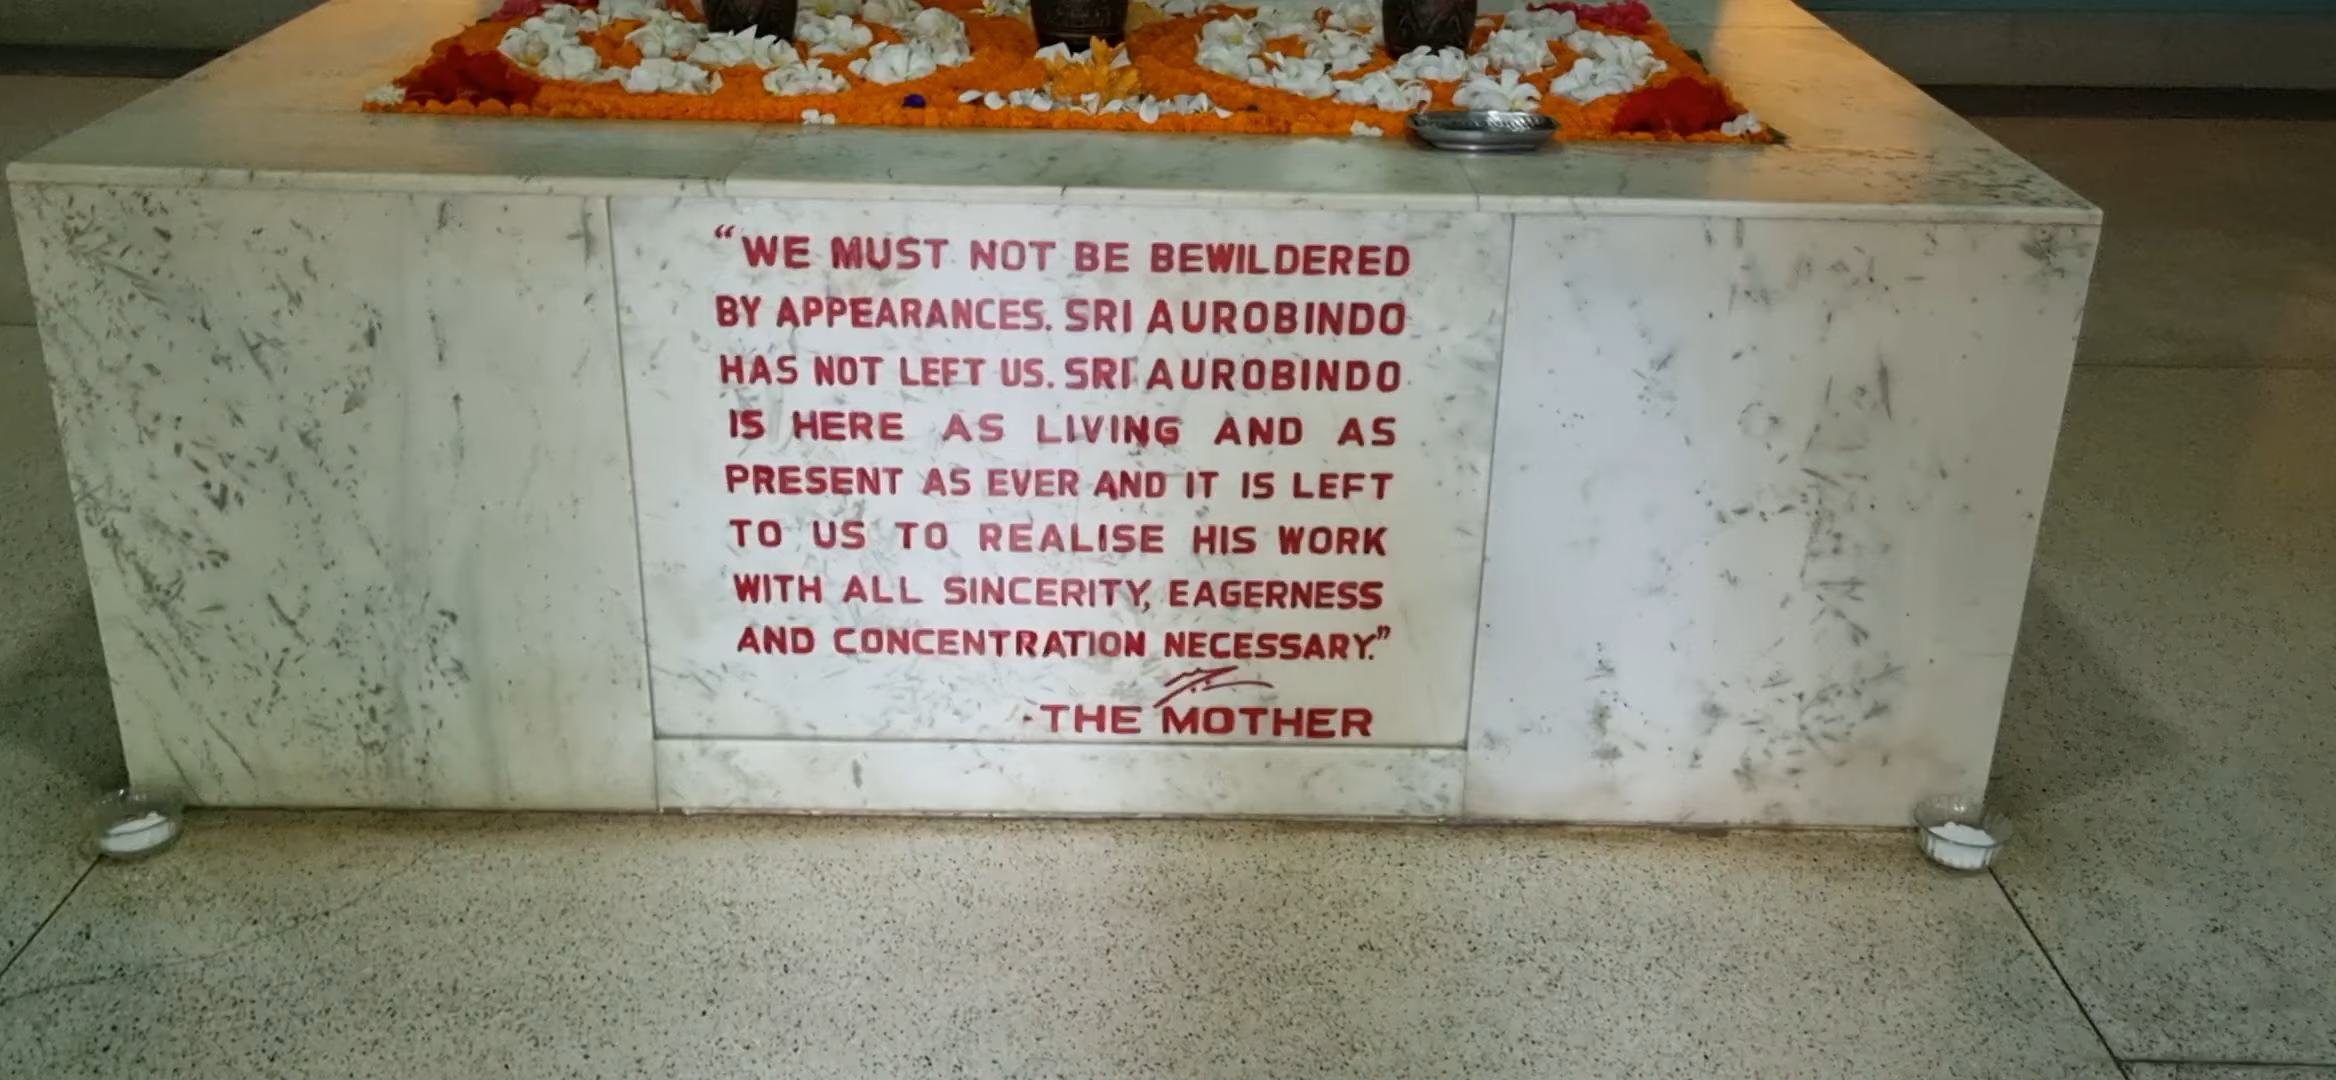 “WE MUST NOT BE BEWILDERED
BY APPEARANCES. SRI AUROBINDO
HAS NOT LEFT US. SRI AUROBINDO
IS HERE AS LIVING AND AS
PRESENT AS EVER AND IT IS LEFT
TO US TO REALISE HIS WORK
WITH ALL SINCERITY, EAGERNESS
AND CONCENTRATION NECESSARY.”
-THE MOTHER